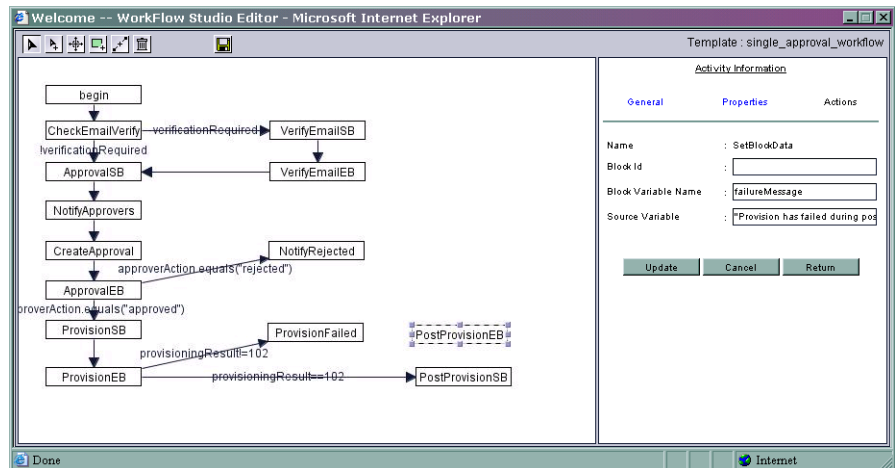 Welcome -- WorkFlow Studio Editor - Microsoft Internet Explorer
Template : single_approval_workflow
begin
CheckEmailVerify
verificationRequired
VerifyEmailSB
!verificationRequired
ApprovalSB
VerifyEmailEB
NotifyApprovers
CreateApproval
NotifyRejected
approverAction.equals("rejected")
ApprovalEB
proverAction.equals("approved")
ProvisionSB
ProvisionFailed
PostProvisionEB
provisioningResult!=102
ProvisionEB
provisioningResult==102
PostProvisionSB
Activity Information
General Properties Actions
Name : SetBlockData
Block Id :
Block Variable Name : failureMessage
Source Variable : "Provision has failed during pos
Update Cancel Return
Done
Internet